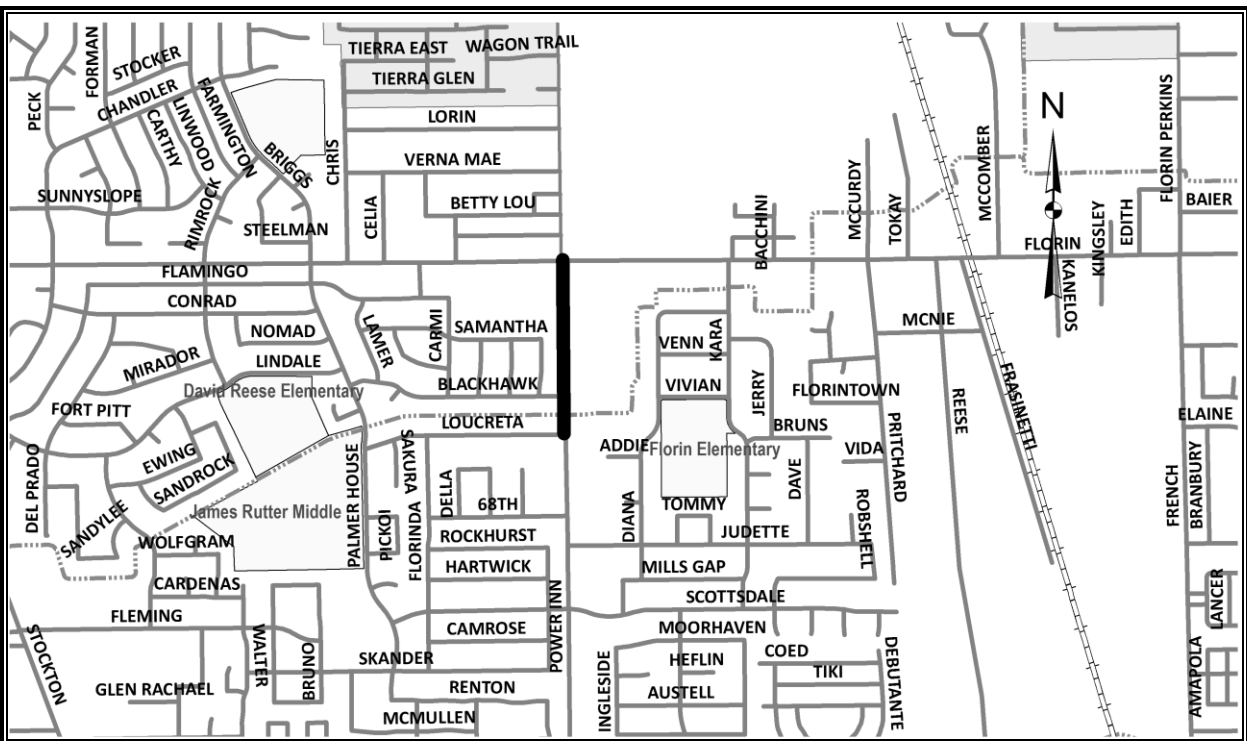 TIERRA EAST
WAGON TRAIL
TIERRA GLEN
LORIN
VERNA MAE
BETTY LOU
CHRIS
CELIA
PECK
FORMAN
STOCKER
CHANDLER
CARTHY
LINWOOD
FARMINGTON
BRIGGS
SUNNYSLOPE
RIMROCK
STEELMAN
BACCHINI
MCCURDY
TOKAY
MCCOMBER
N
FLORIN PERKINS
BAIER
FLORIN
KANELOS
KINGSLEY
EDITH
FLAMINGO
CONRAD
NOMAD
LINDALE
LAMER
CARMI
SAMANTHA
BLACKHAWK
LOUCRETA
MIRADOR
David Reese Elementary
FORT PITT
EWING
SANDROCK
DEL PRADO
SANDYLEE
James Rutter Middle
WOLFGRAM
CARDENAS
FLEMING
PALMER HOUSE
PICKOI
SAKURA
FLORINDA
DELLA
68TH
ROCKHURST
HARTWICK
CAMROSE
SKANDER
RENTON
MCMULLEN
POWER INN
STOCKTON
WALTER
BRUNO
GLEN RACHAEL
VENN
KARA
VIVIAN
JERRY
MCNIE
FLORINTOWN
BRUNS
ADDIE
Florin Elementary
VIDA
DAVE
DIANA
TOMMY
JUDETTE
ROBSHELL
PRITCHARD
REESE
FRASINETTI
MILLS GAP
SCOTTSDALE
MOORHAVEN
INGLESIDE
HEFLIN
AUSTELL
COED
TIKI
DEBUTANTE
ELAINE
FRENCH
BRANBURY
LANCER
AMAPOLA